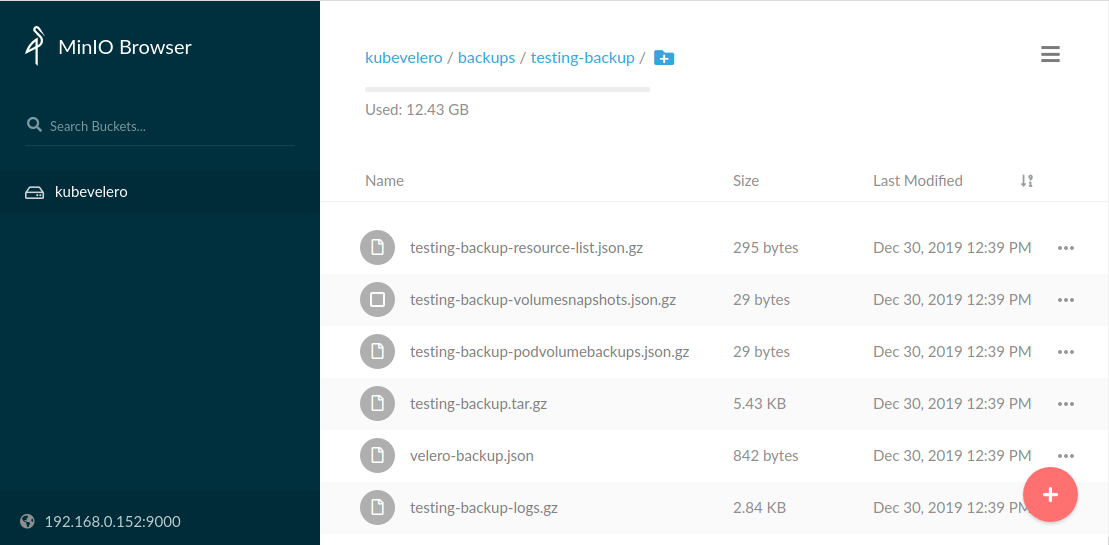 MinIO Browser
Search Buckets...
kubevelero
192.168.0.152:9000
kubevelero / backups / testing-backup /
Used: 12.43 GB
Name Size Last Modified
testing-backup-resource-list.json.gz 295 bytes Dec 30, 2019 12:39 PM
testing-backup-volumesnapshots.json.gz 29 bytes Dec 30, 2019 12:39 PM
testing-backup-podvolumebackups.json.gz 29 bytes Dec 30, 2019 12:39 PM
testing-backup.tar.gz 5.43 KB Dec 30, 2019 12:39 PM
velero-backup.json 842 bytes Dec 30, 2019 12:39 PM
testing-backup-logs.gz 2.84 KB Dec 30, 2019 12:39 PM